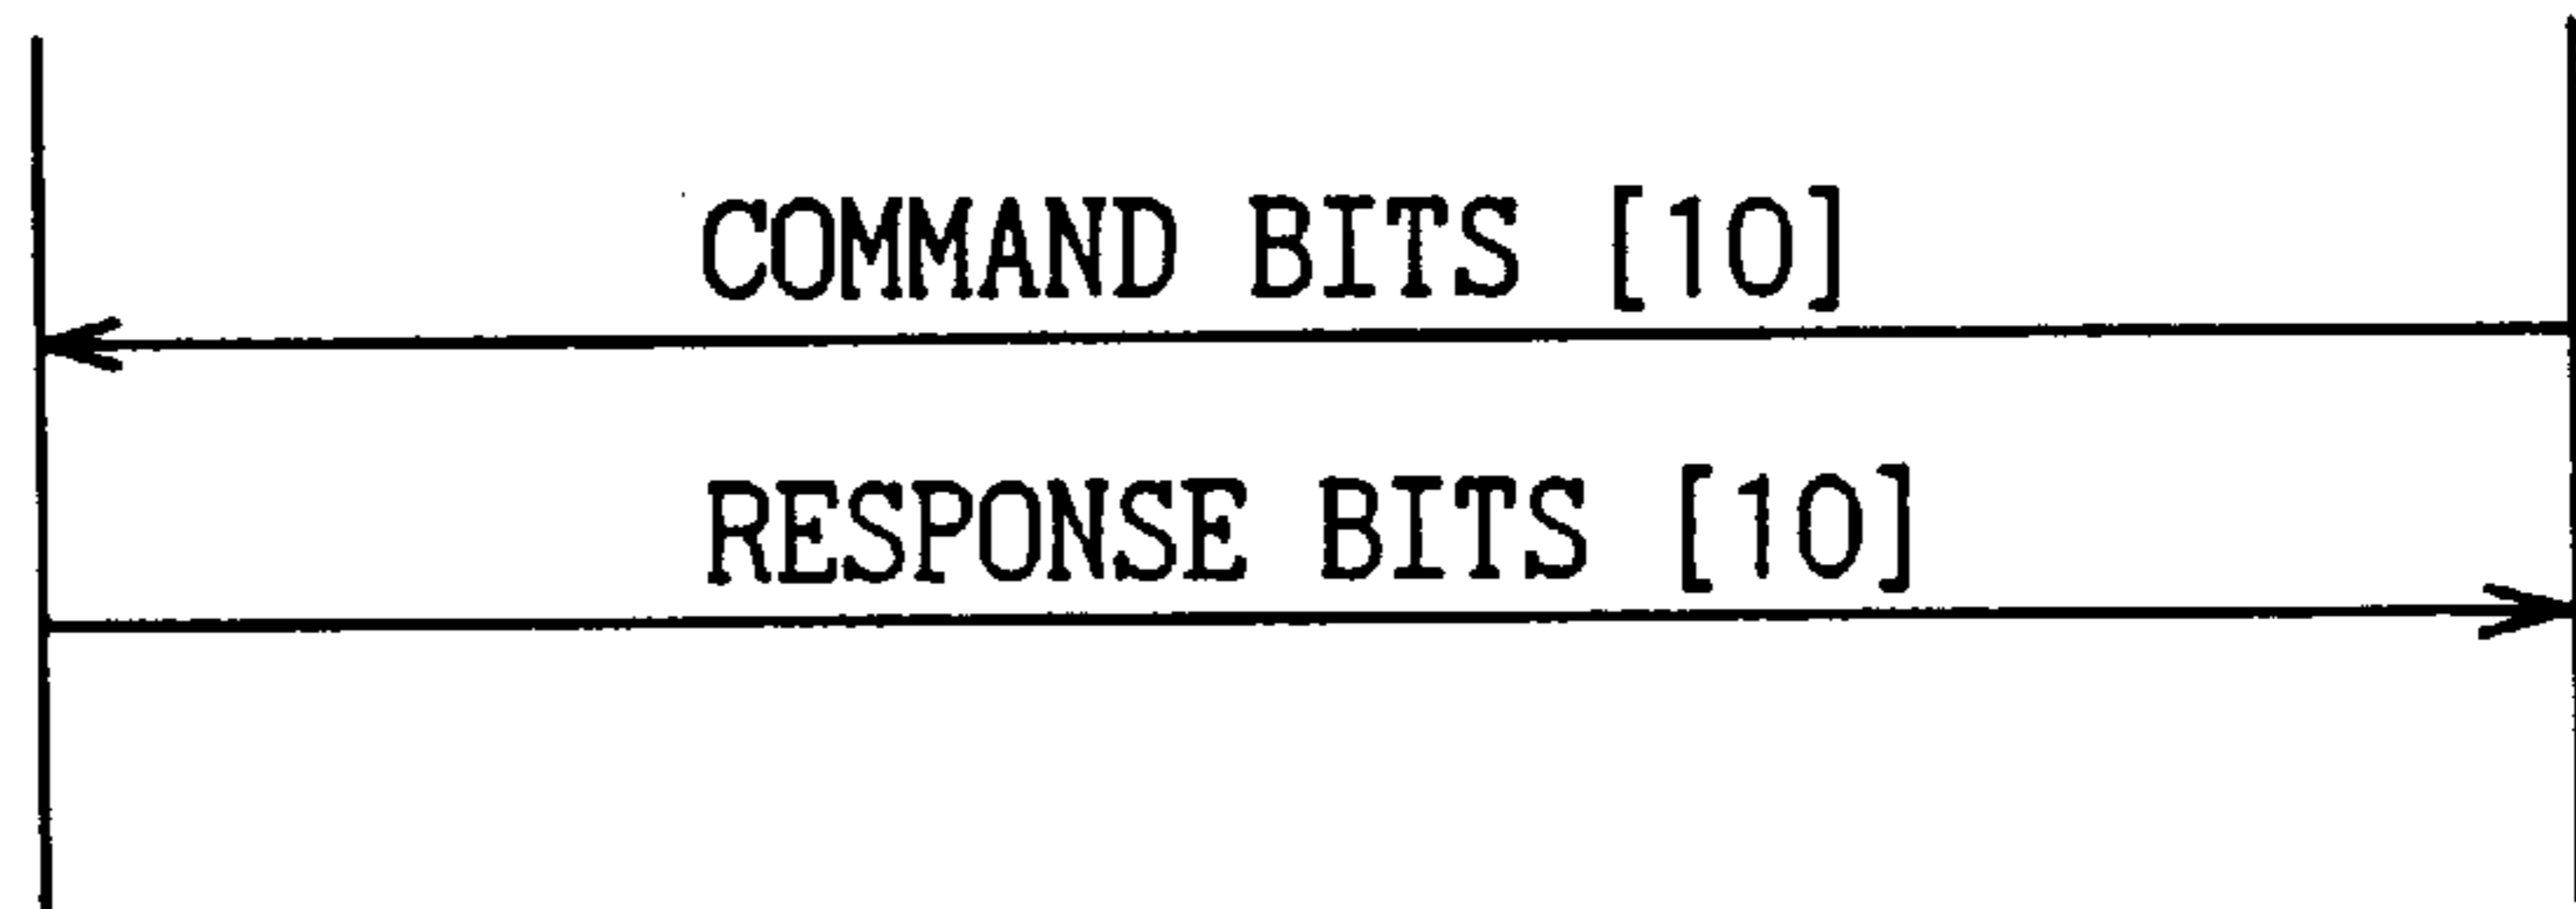 COMMAND BITS [10]
RESPONSE BITS [10]